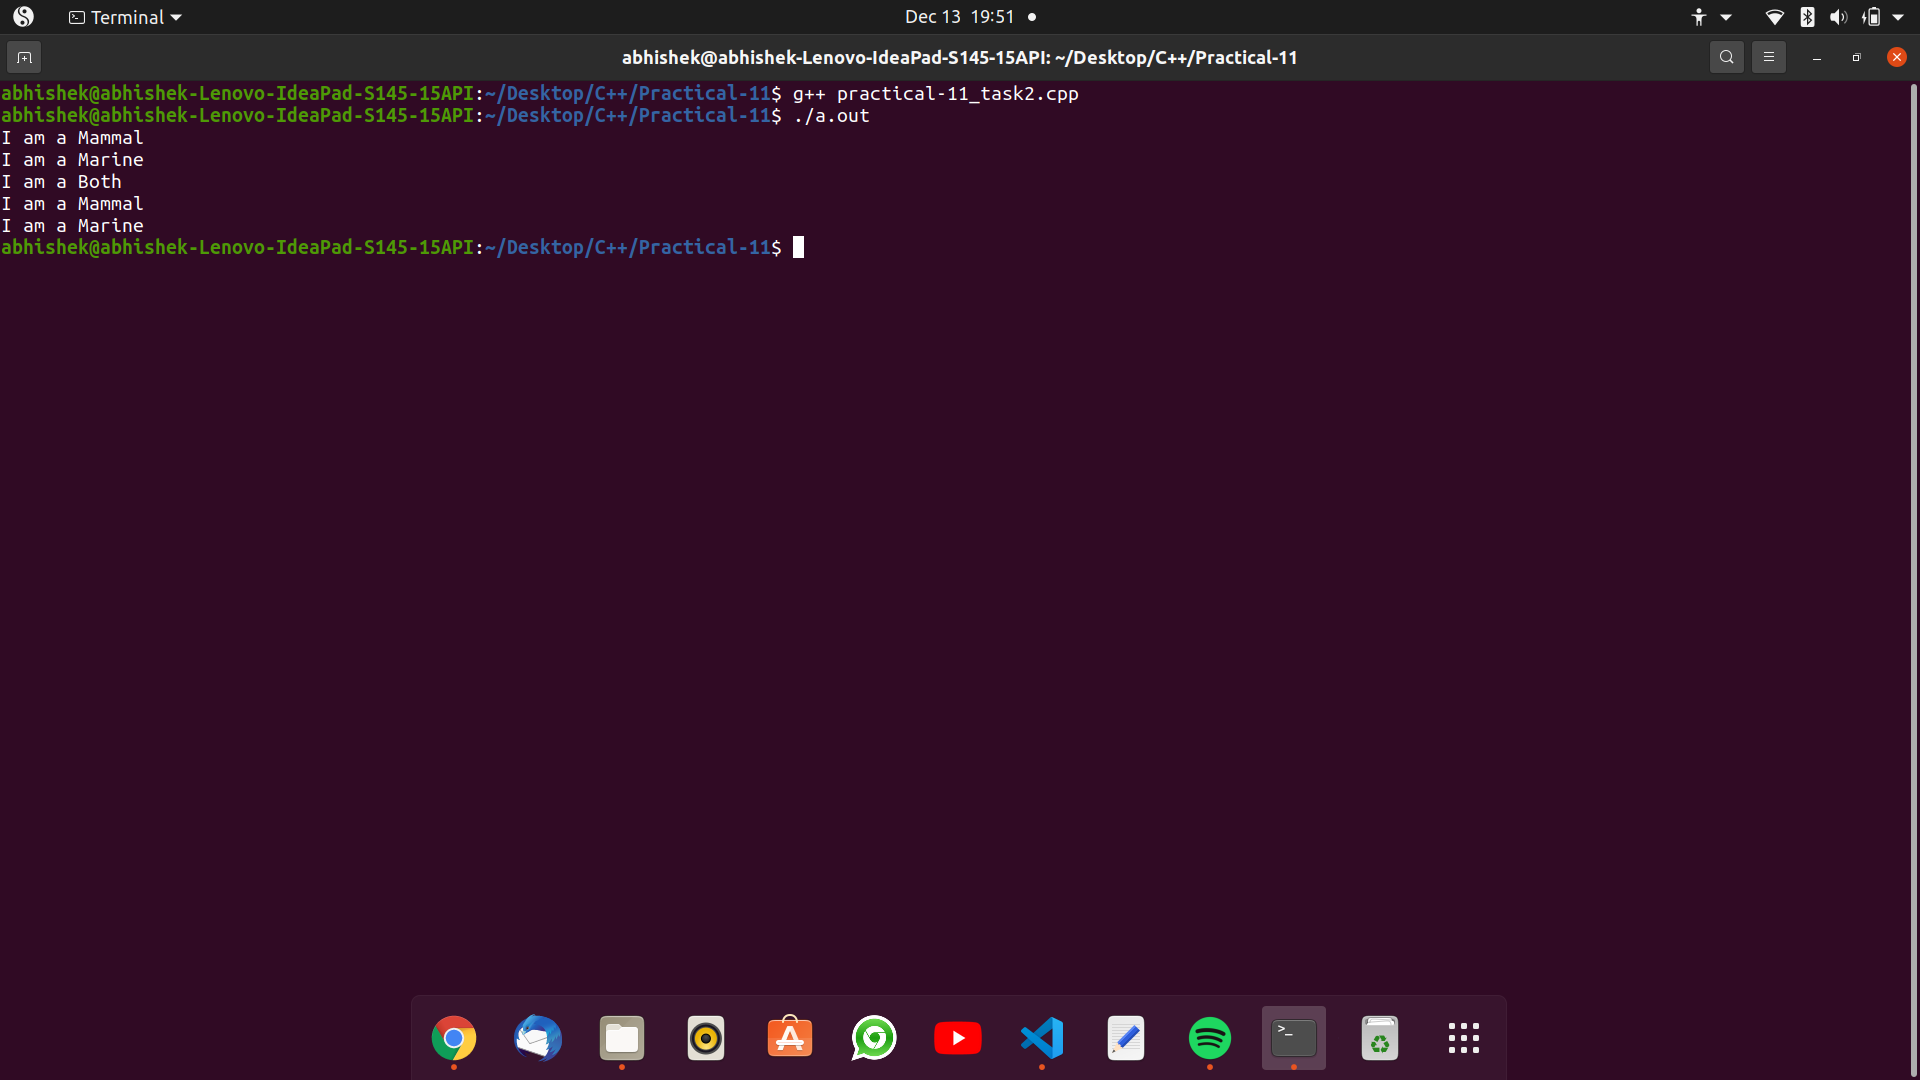 Terminal
Dec 13 19:51
abhishek@abhishek-Lenovo-IdeaPad-S145-15API: ~/Desktop/C++/Practical-11
abhishek@abhishek-Lenovo-IdeaPad-S145-15API:~/Desktop/C++/Practical-11$ g++ practical-11_task2.cpp
abhishek@abhishek-Lenovo-IdeaPad-S145-15API:~/Desktop/C++/Practical-11$ ./a.out
I am a Mammal
I am a Marine
I am a Both
I am a Mammal
I am a Marine
abhishek@abhishek-Lenovo-IdeaPad-S145-15API:~/Desktop/C++/Practical-11$